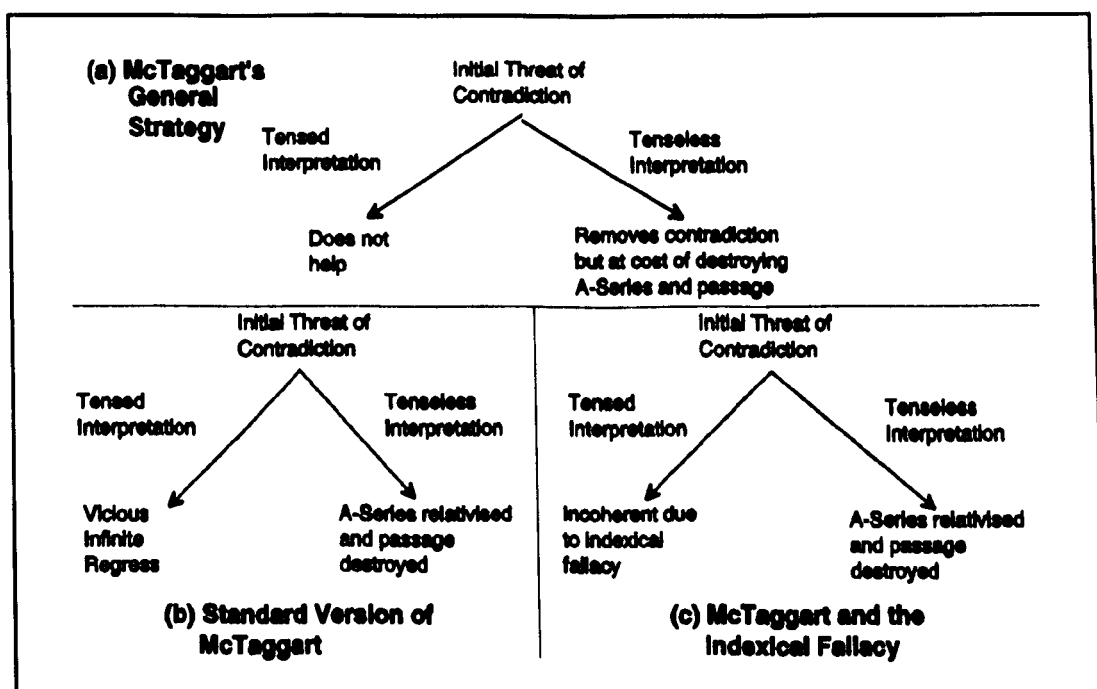 (a) McTaggart's
General
Strategy
Initial Threat of
Contradiction
Tensed
Interpretation
Tenseless
Interpretation
Does not
help
Removes contradiction
but at cost of destroying
A-Series and passage
Initial Threat of
Contradiction
Tensed
Interpretation
Tenseless
Interpretation
Vicious
Infinite
Regress
A-Series relativised
and passage
destroyed
(b) Standard Version of
McTaggart
Initial Threat of
Contradiction
Tensed
Interpretation
Tenseless
Interpretation
Incoherent due
to indexical
fallacy
A-Series relativised
and passage
destroyed
(c) McTaggart and the
Indexical Fallacy